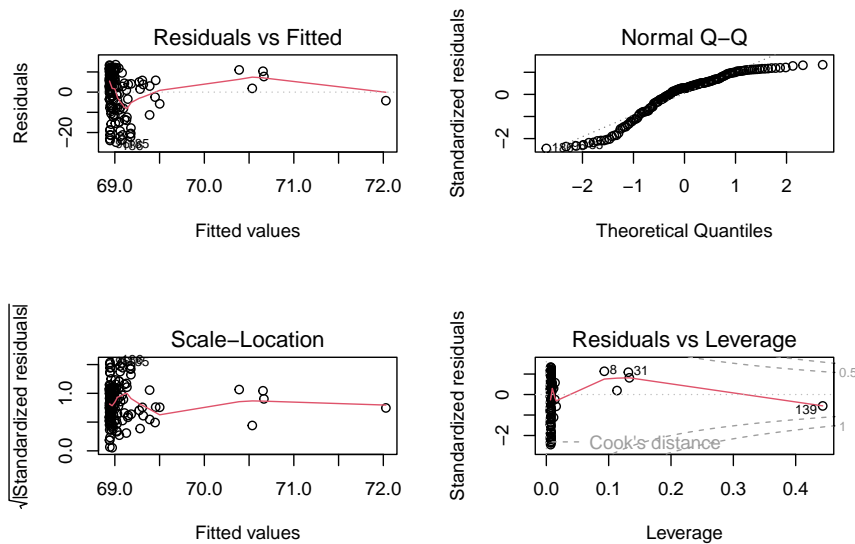 Residuals vs Fitted
Residuals
0
−20
69.0
70.0
71.0
72.0
Fitted values
Normal Q−Q
Standardized residuals
0
−2
−2
−1
0
1
2
Theoretical Quantiles
Scale−Location
√|Standardized residuals|
1.0
0.0
69.0
70.0
71.0
72.0
Fitted values
Residuals vs Leverage
Standardized residuals
0
−2
8
31
139
0.5
1
Cook's distance
0.0
0.1
0.2
0.3
0.4
Leverage